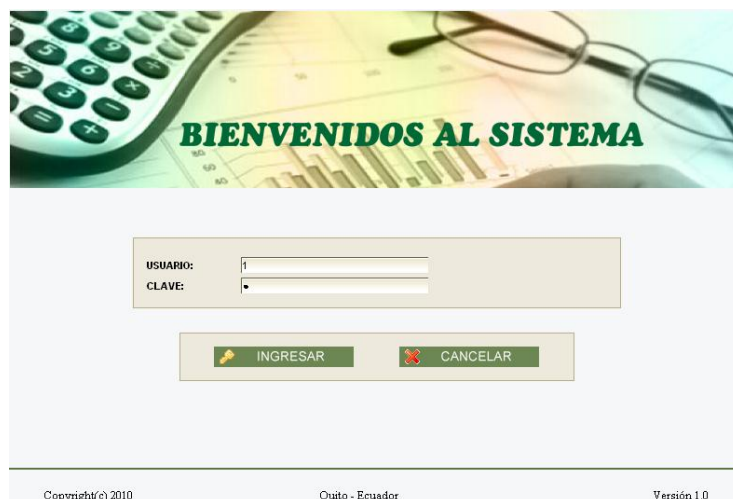 BIENVENIDOS AL SISTEMA
USUARIO: 1
CLAVE: •
INGRESAR CANCELAR
Copyright(c) 2010 Quito - Ecuador Versión 1.0